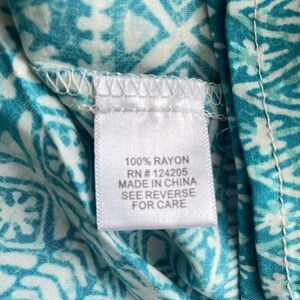 100% RAYON
RN # 124205
MADE IN CHINA
SEE REVERSE
FOR CARE